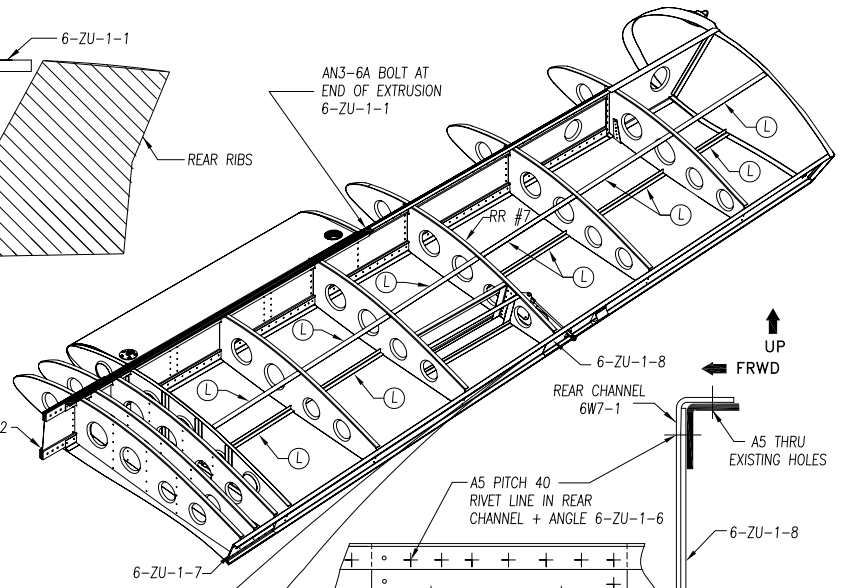 6-ZU-1-1
REAR RIBS
AN3-6A BOLT AT
END OF EXTRUSION
6-ZU-1-1
L
L
RR #7
L
L
L
L
L
L
L
2
6-ZU-1-8
UP
FRWD
REAR CHANNEL
6W7-1
A5 THRU
EXISTING HOLES
A5 PITCH 40
RIVET LINE IN REAR
CHANNEL + ANGLE 6-ZU-1-6
6-ZU-1-8
6-ZU-1-7